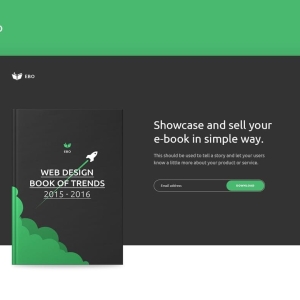 EBO
Showcase and sell your
e-book in simple way.
This should be used to tell a story and let your users
know a little more about your product or service.
Email address
DOWNLOAD
EBO
WEB DESIGN
BOOK OF TRENDS
2015 - 2016